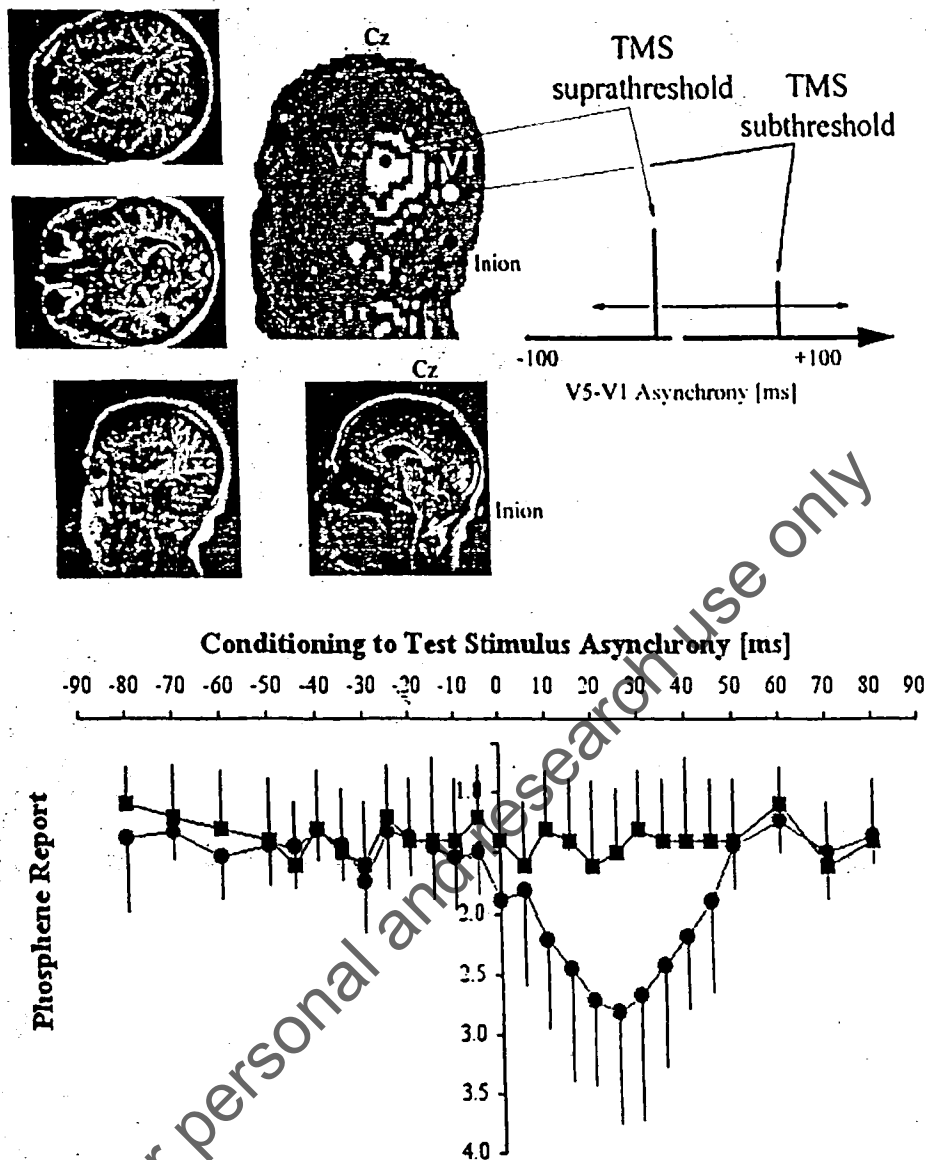 Cz
TMS
suprathreshold
TMS
subthreshold
V5
V1
Inion
-100
+100
V5-V1 Asynchrony [ms]
Cz
Inion
Conditioning to Test Stimulus Asynchrony [ms]
-90 -80 -70 -60 -50 -40 -30 -20 -10 0 10 20 30 40 50 60 70 80 90
Phosphene Report
1.0
2.0
2.5
3.0
3.5
4.0
r personal and research use only